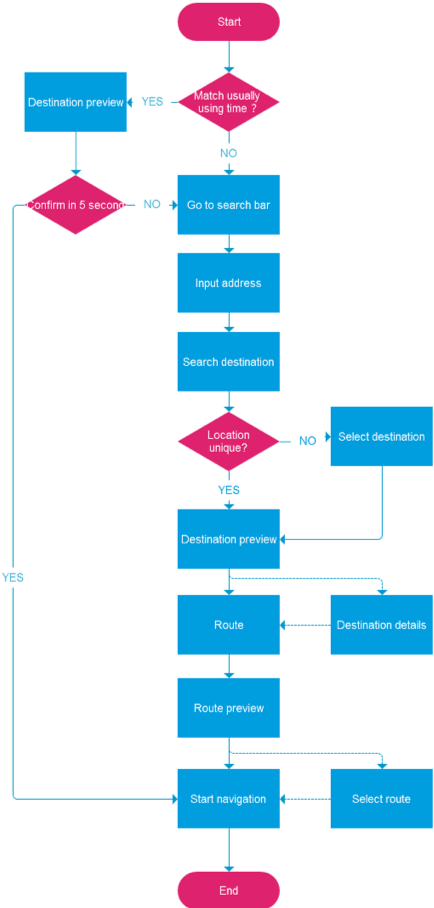 Start
Match usually
using time ?
YES
Destination preview
NO
Confirm in 5 second
NO
Go to search bar
Input address
Search destination
Location
unique?
NO
Select destination
YES
Destination preview
YES
Route
Destination details
Route preview
Start navigation
Select route
End